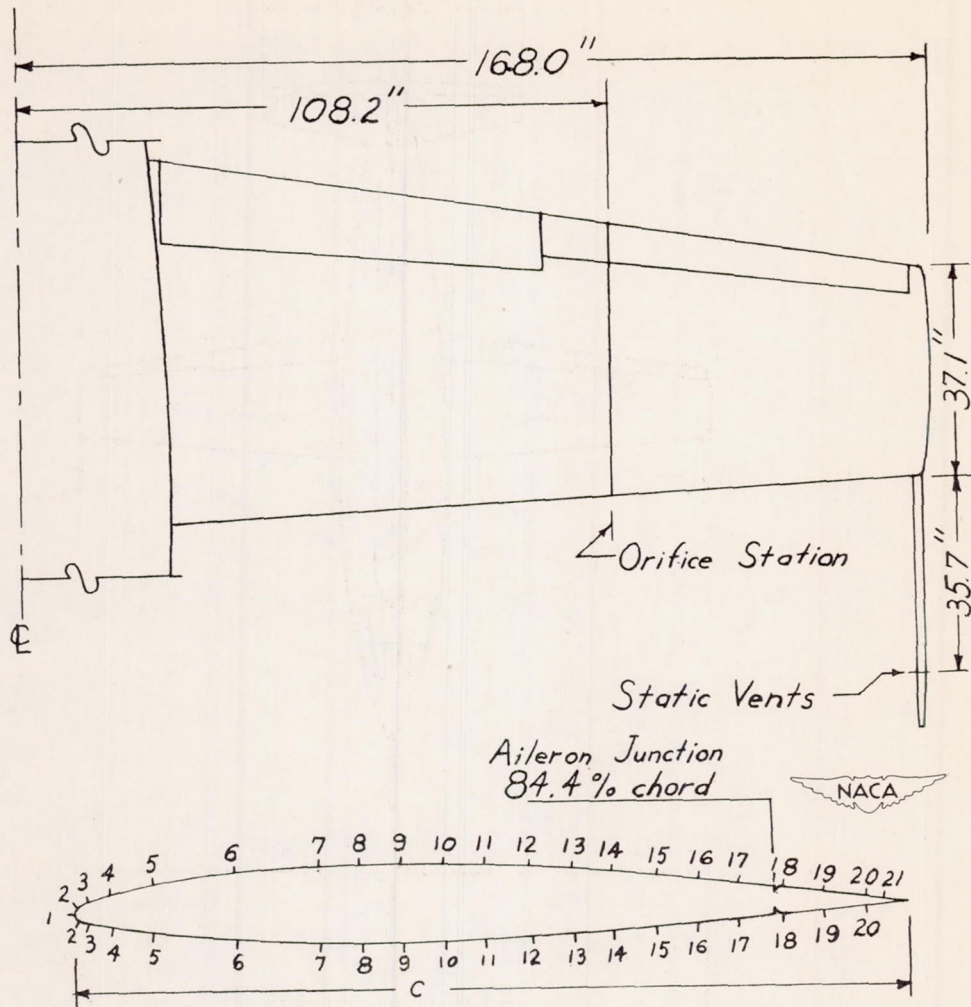 168.0"
108.2"
37.1"
Orifice Station
35.7"
℄
Static Vents
Aileron Junction
84.4% chord
NACA
1 2 3 4 5 6 7 8 9 10 11 12 13 14 15 16 17 18 19 20 21
2 3 4 5 6 7 8 9 10 11 12 13 14 15 16 17 18 19 20
C